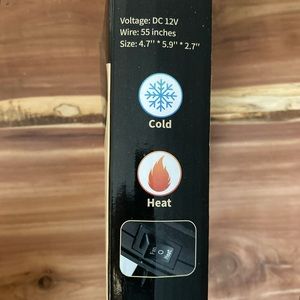 Voltage: DC 12V
Wire: 55 inches
Size: 4.7'' * 5.9'' * 2.7''
Cold
Heat